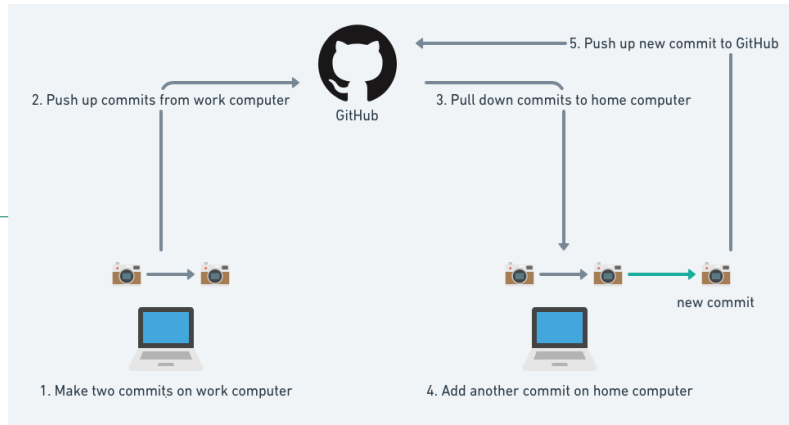 5. Push up new commit to GitHub
2. Push up commits from work computer
GitHub
3. Pull down commits to home computer
new commit
1. Make two commits on work computer
4. Add another commit on home computer